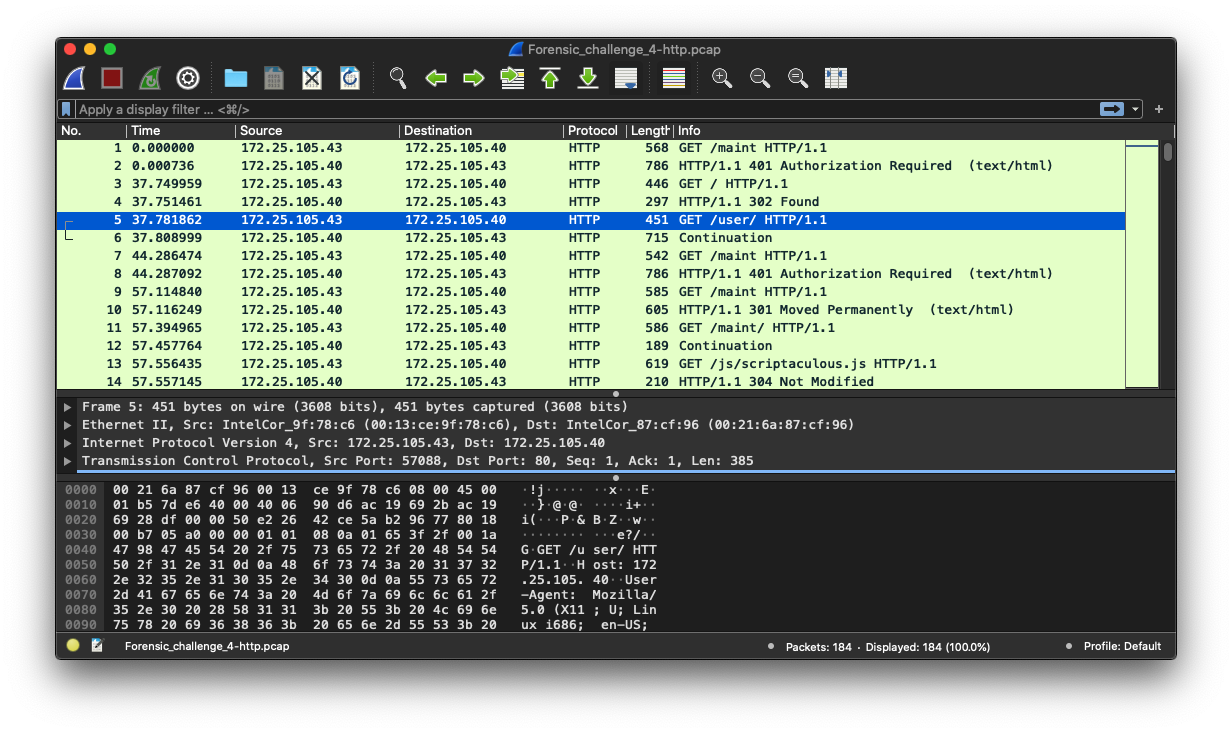 Forensic_challenge_4-http.pcap
Apply a display filter ... <⌘/>
+
No. Time Source Destination Protocol Length Info
1 0.000000 172.25.105.43 172.25.105.40 HTTP 568 GET /maint HTTP/1.1
2 0.000736 172.25.105.40 172.25.105.43 HTTP 786 HTTP/1.1 401 Authorization Required (text/html)
3 37.749959 172.25.105.43 172.25.105.40 HTTP 446 GET / HTTP/1.1
4 37.751461 172.25.105.40 172.25.105.43 HTTP 297 HTTP/1.1 302 Found
5 37.781862 172.25.105.43 172.25.105.40 HTTP 451 GET /user/ HTTP/1.1
6 37.808999 172.25.105.40 172.25.105.43 HTTP 715 Continuation
7 44.286474 172.25.105.43 172.25.105.40 HTTP 542 GET /maint HTTP/1.1
8 44.287092 172.25.105.40 172.25.105.43 HTTP 786 HTTP/1.1 401 Authorization Required (text/html)
9 57.114840 172.25.105.43 172.25.105.40 HTTP 585 GET /maint HTTP/1.1
10 57.116249 172.25.105.40 172.25.105.43 HTTP 605 HTTP/1.1 301 Moved Permanently (text/html)
11 57.394965 172.25.105.43 172.25.105.40 HTTP 586 GET /maint/ HTTP/1.1
12 57.457764 172.25.105.40 172.25.105.43 HTTP 189 Continuation
13 57.556435 172.25.105.43 172.25.105.40 HTTP 619 GET /js/scriptaculous.js HTTP/1.1
14 57.557145 172.25.105.40 172.25.105.43 HTTP 210 HTTP/1.1 304 Not Modified
Frame 5: 451 bytes on wire (3608 bits), 451 bytes captured (3608 bits)
Ethernet II, Src: IntelCor_9f:78:c6 (00:13:ce:9f:78:c6), Dst: IntelCor_87:cf:96 (00:21:6a:87:cf:96)
Internet Protocol Version 4, Src: 172.25.105.43, Dst: 172.25.105.40
Transmission Control Protocol, Src Port: 57088, Dst Port: 80, Seq: 1, Ack: 1, Len: 385
0000 00 21 6a 87 cf 96 00 13 ce 9f 78 c6 08 00 45 00 ·!j····· ··x···E·
0010 01 b5 7d e6 40 00 40 06 90 d6 ac 19 69 2b ac 19 ··}·@·@· ····i+··
0020 69 28 df 00 00 50 e2 26 42 ce 5a b2 96 77 80 18 i(···P·& B·Z··w··
0030 00 b7 05 a0 00 00 01 01 08 0a 01 65 3f 2f 00 1a ········ ···e?/··
0040 47 98 47 45 54 20 2f 75 73 65 72 2f 20 48 54 54 G·GET /u ser/ HTT
0050 50 2f 31 2e 31 0d 0a 48 6f 73 74 3a 20 31 37 32 P/1.1··H ost: 172
0060 2e 32 35 2e 31 30 35 2e 34 30 0d 0a 55 73 65 72 .25.105. 40··User
0070 2d 41 67 65 6e 74 3a 20 4d 6f 7a 69 6c 6c 61 2f -Agent: Mozilla/
0080 35 2e 30 20 28 58 31 31 3b 20 55 3b 20 4c 69 6e 5.0 (X11 ; U; Lin
0090 75 78 20 69 36 38 36 3b 20 65 6e 2d 55 53 3b 20 ux i686; en-US;
Forensic_challenge_4-http.pcap Packets: 184 · Displayed: 184 (100.0%) Profile: Default